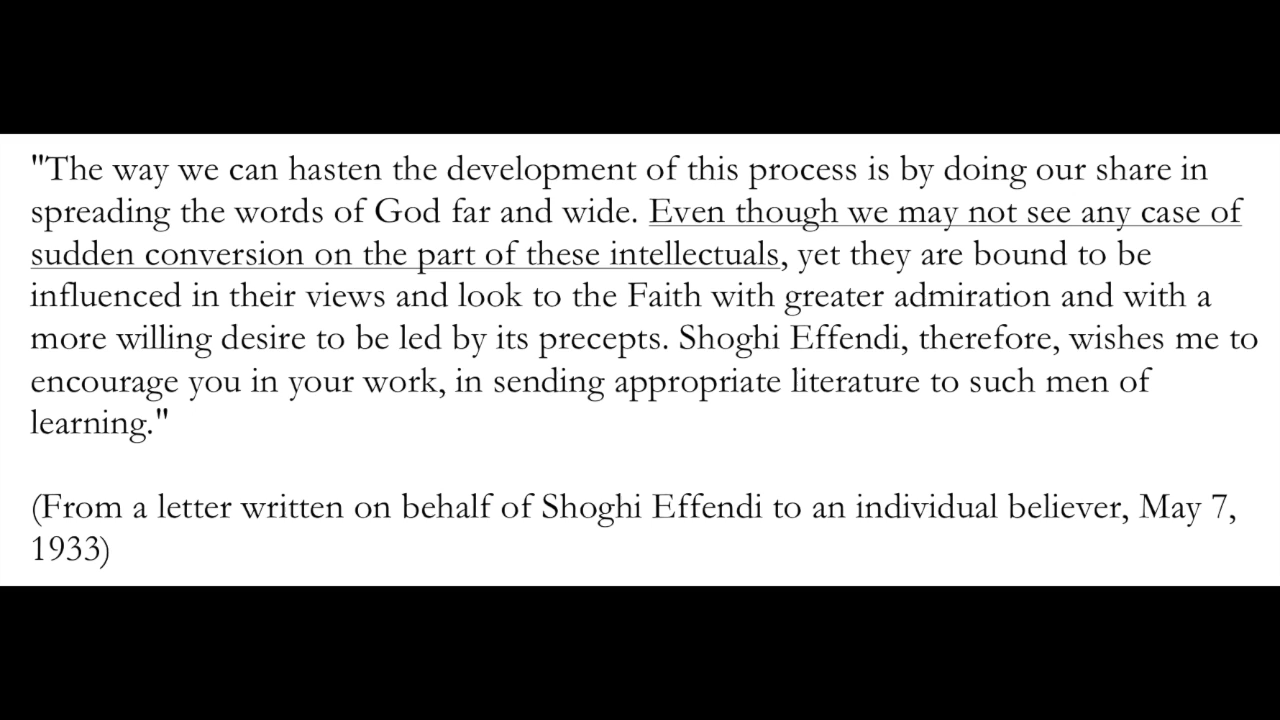 "The way we can hasten the development of this process is by doing our share in
spreading the words of God far and wide. Even though we may not see any case of
sudden conversion on the part of these intellectuals, yet they are bound to be
influenced in their views and look to the Faith with greater admiration and with a
more willing desire to be led by its precepts. Shoghi Effendi, therefore, wishes me to
encourage you in your work, in sending appropriate literature to such men of
learning."
(From a letter written on behalf of Shoghi Effendi to an individual believer, May 7,
1933)